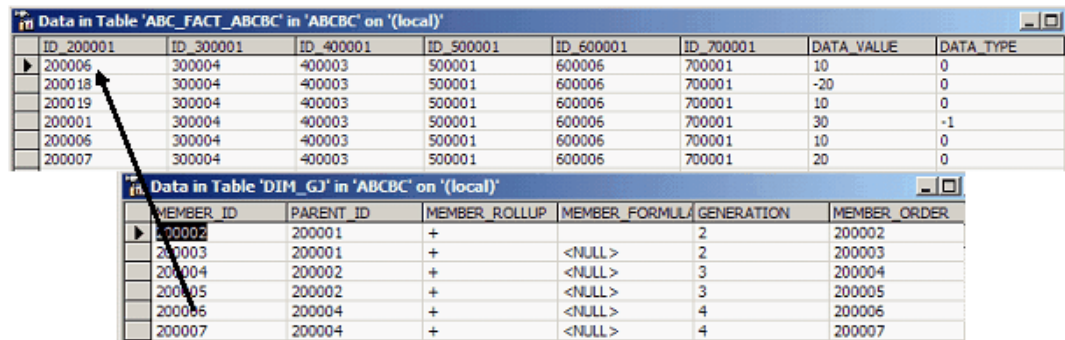 Data in Table 'ABC_FACT_ABCBC' in 'ABCBC' on '(local)'
ID_200001 ID_300001 ID_400001 ID_500001 ID_600001 ID_700001 DATA_VALUE DATA_TYPE
200006 300004 400003 500001 600006 700001 10 0
200018 300004 400003 500001 600006 700001 -20 0
200019 300004 400003 500001 600006 700001 10 0
200001 300004 400003 500001 600006 700001 30 -1
200006 300004 400003 500001 600006 700001 10 0
200007 300004 400003 500001 600006 700001 20 0
Data in Table 'DIM_GJ' in 'ABCBC' on '(local)'
MEMBER_ID PARENT_ID MEMBER_ROLLUP MEMBER_FORMULA GENERATION MEMBER_ORDER
200002 200001 + 2 200002
200003 200001 + <NULL> 2 200003
200004 200002 + <NULL> 3 200004
200005 200002 + <NULL> 3 200005
200006 200004 + <NULL> 4 200006
200007 200004 + <NULL> 4 200007